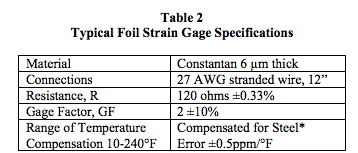 Table 2
Typical Foil Strain Gage Specifications
Material Constantan 6 μm thick
Connections 27 AWG stranded wire, 12”
Resistance, R 120 ohms ±0.33%
Gage Factor, GF 2 ±10%
Range of Temperature Compensated for Steel*
Compensation 10-240°F Error ±0.5ppm/°F